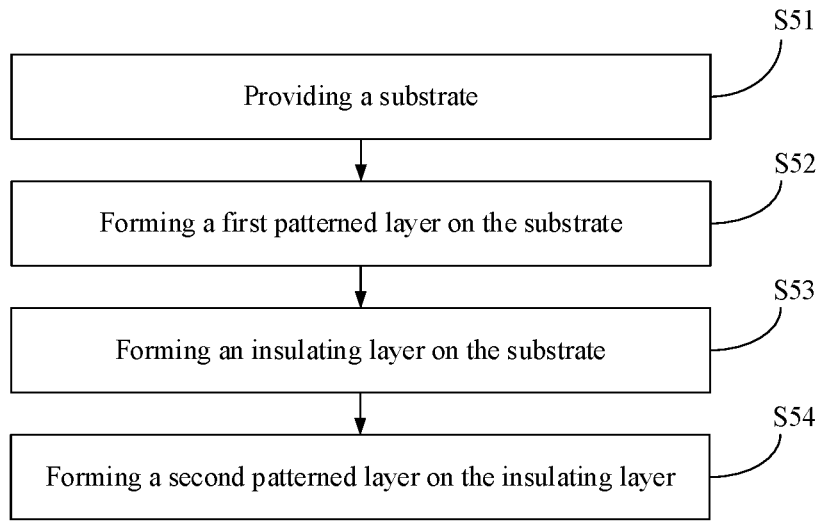 S51
Providing a substrate
S52
Forming a first patterned layer on the substrate
S53
Forming an insulating layer on the substrate
S54
Forming a second patterned layer on the insulating layer